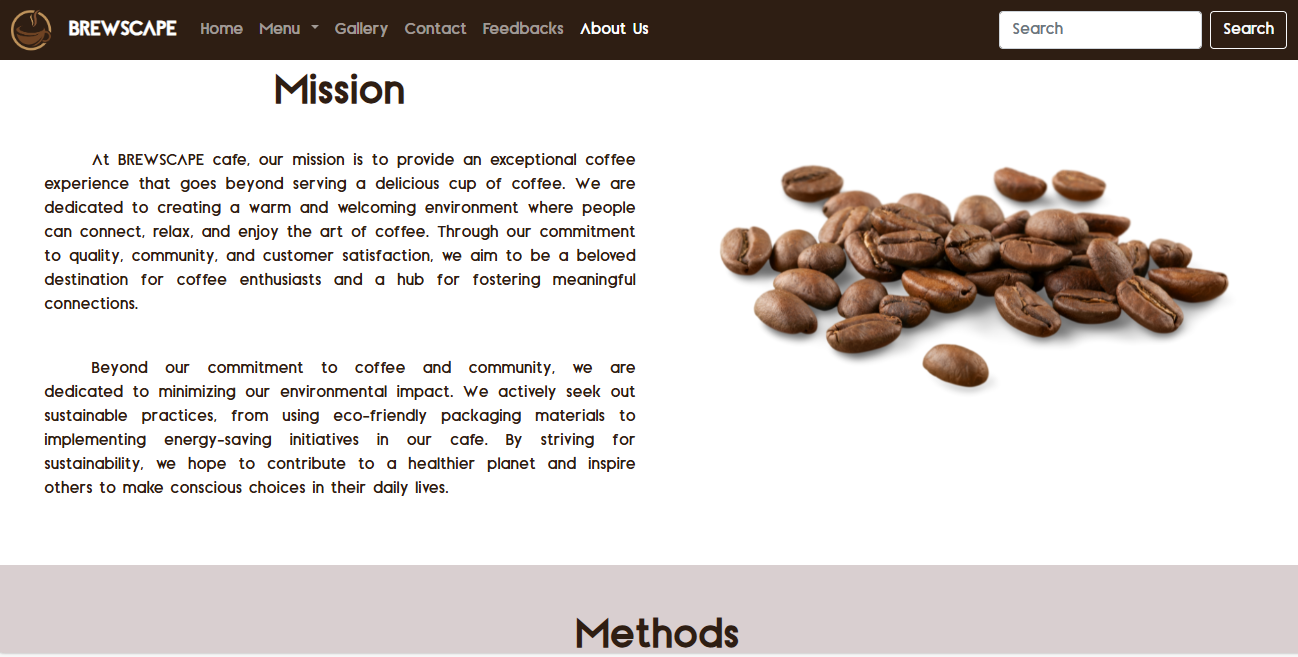 BREWSCAPE Home Menu Gallery Contact Feedbacks About Us Search Search
Mission
At BREWSCAPE cafe, our mission is to provide an exceptional coffee
experience that goes beyond serving a delicious cup of coffee. We are
dedicated to creating a warm and welcoming environment where people
can connect, relax, and enjoy the art of coffee. Through our commitment
to quality, community, and customer satisfaction, we aim to be a beloved
destination for coffee enthusiasts and a hub for fostering meaningful
connections.
Beyond our commitment to coffee and community, we are
dedicated to minimizing our environmental impact. We actively seek out
sustainable practices, from using eco-friendly packaging materials to
implementing energy-saving initiatives in our cafe. By striving for
sustainability, we hope to contribute to a healthier planet and inspire
others to make conscious choices in their daily lives.
Methods